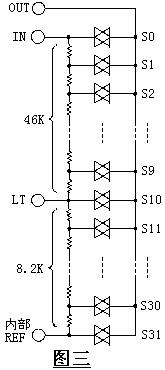 OUT
IN S0
S1
S2
46K
S9
LT S10
S11
8.2K
S30
内部
REF S31
图三